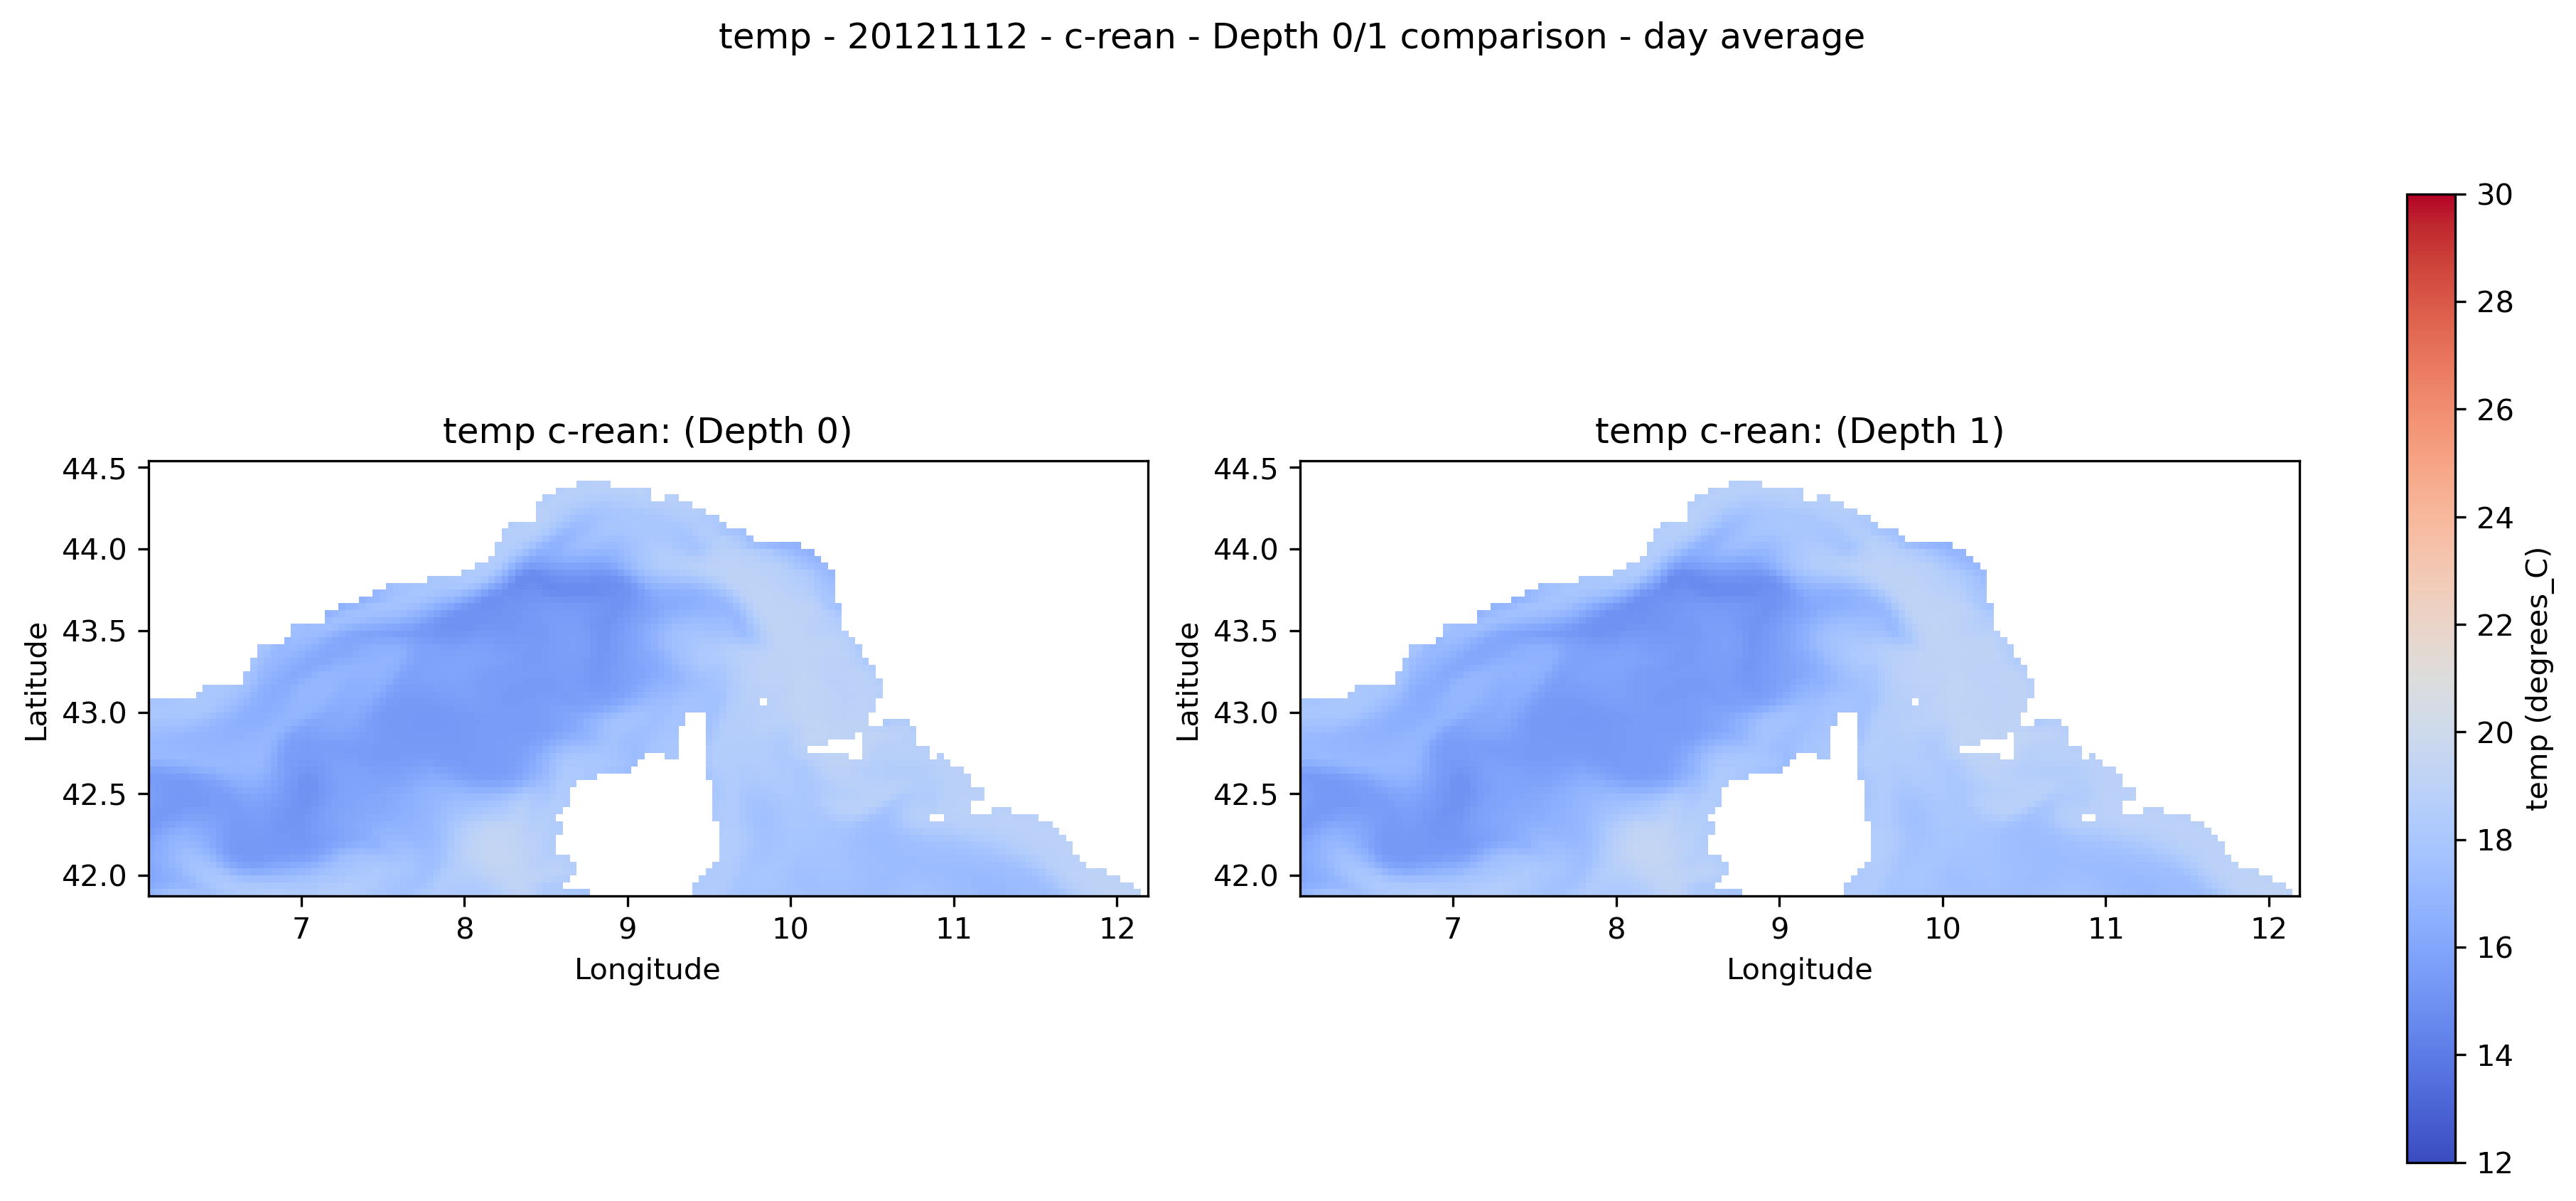 temp - 20121112 - c-rean - Depth 0/1 comparison - day average
temp c-rean: (Depth 0)
44.5
44.0
43.5
43.0
42.5
42.0
Latitude
7 8 9 10 11 12
Longitude
temp c-rean: (Depth 1)
44.5
44.0
43.5
43.0
42.5
42.0
Latitude
7 8 9 10 11 12
Longitude
30
28
26
24
22
20
18
16
14
12
temp (degrees_C)